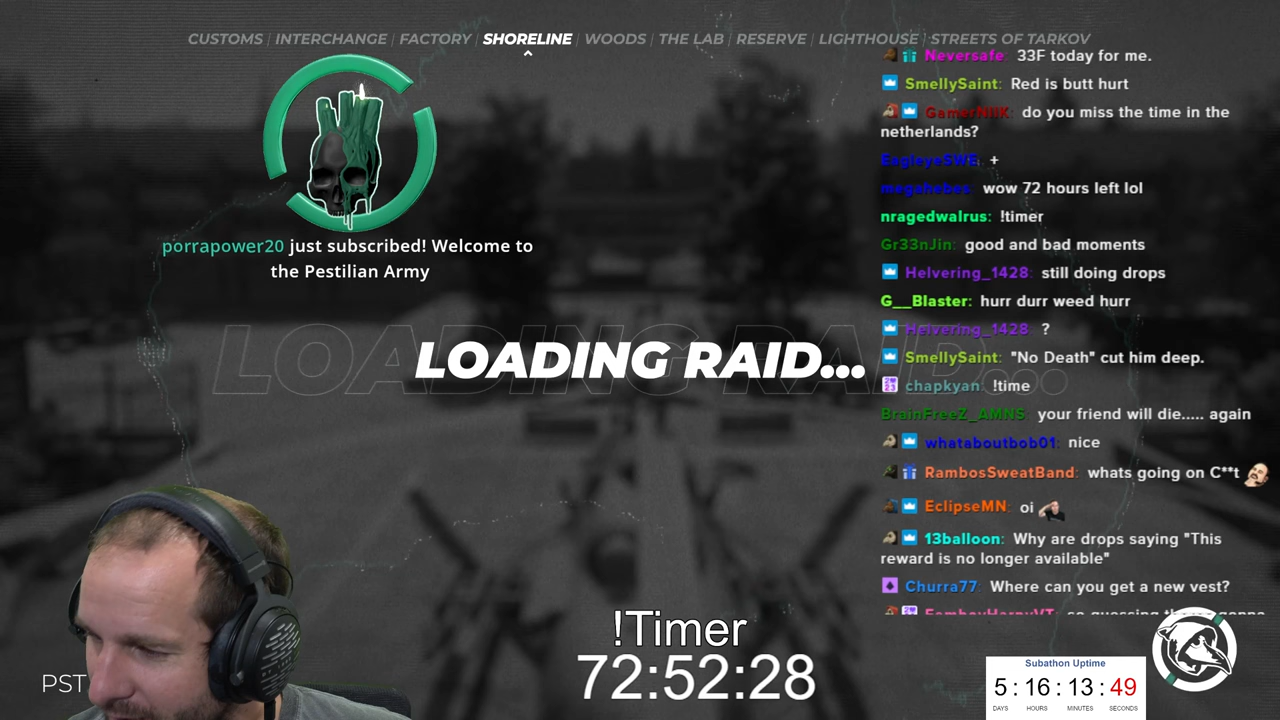 CUSTOMS | INTERCHANGE | FACTORY | SHORELINE | WOODS | THE LAB | RESERVE | LIGHTHOUSE | STREETS OF TARKOV
porrapower20 just subscribed! Welcome to
the Pestilian Army
LOADING RAID...
LOADING RAID...
Neversafe: 33F today for me.
SmellySaint: Red is butt hurt
GamerNIIK: do you miss the time in the
netherlands?
EagleyeSWE: +
megahebes: wow 72 hours left lol
nragedwalrus: !timer
Gr33nJin: good and bad moments
Helvering_1428: still doing drops
G__Blaster: hurr durr weed hurr
Helvering_1428: ?
SmellySaint: "No Death" cut him deep.
chapkyan: !time
BrainFreeZ_AMNS: your friend will die..... again
whataboutbob01: nice
RambosSweatBand: whats going on C**t
EclipseMN: oi
13balloon: Why are drops saying "This
reward is no longer available"
Churra77: Where can you get a new vest?
!Timer
72:52:28
PST
Subathon Uptime
5 : 16 : 13 : 49
DAYS HOURS MINUTES SECONDS